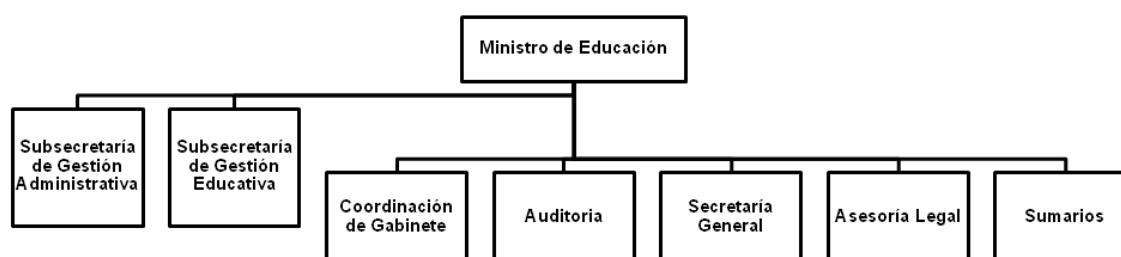 Ministro de Educación
Subsecretaría
de Gestión
Administrativa
Subsecretaría
de Gestión
Educativa
Coordinación
de Gabinete
Auditoria
Secretaría
General
Asesoría Legal
Sumarios